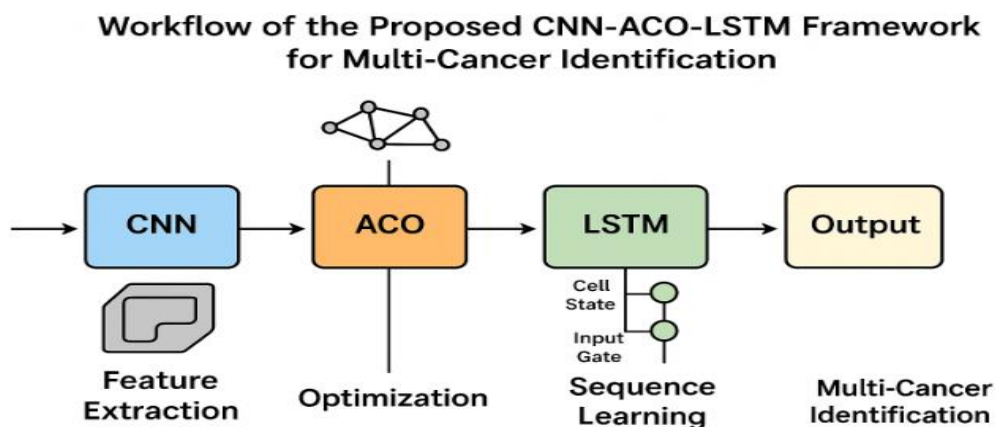 Workflow of the Proposed CNN-ACO-LSTM Framework
for Multi-Cancer Identification
CNN
ACO
LSTM
Output
Cell
State
Input
Gate
Feature
Extraction
Optimization
Sequence
Learning
Multi-Cancer
Identification